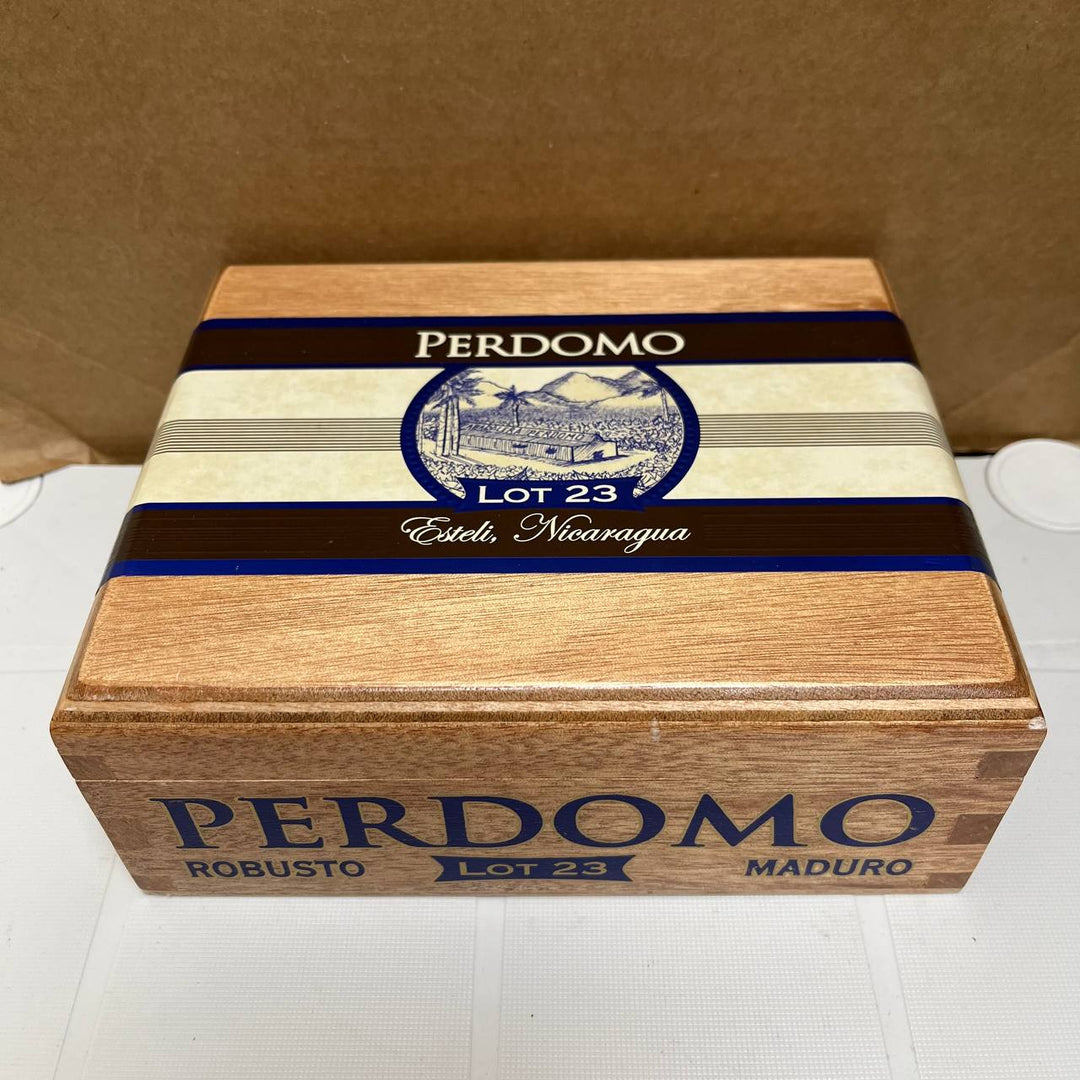 PERDOMO
LOT 23
Esteli, Nicaragua
PERDOMO
ROBUSTO LOT 23 MADURO